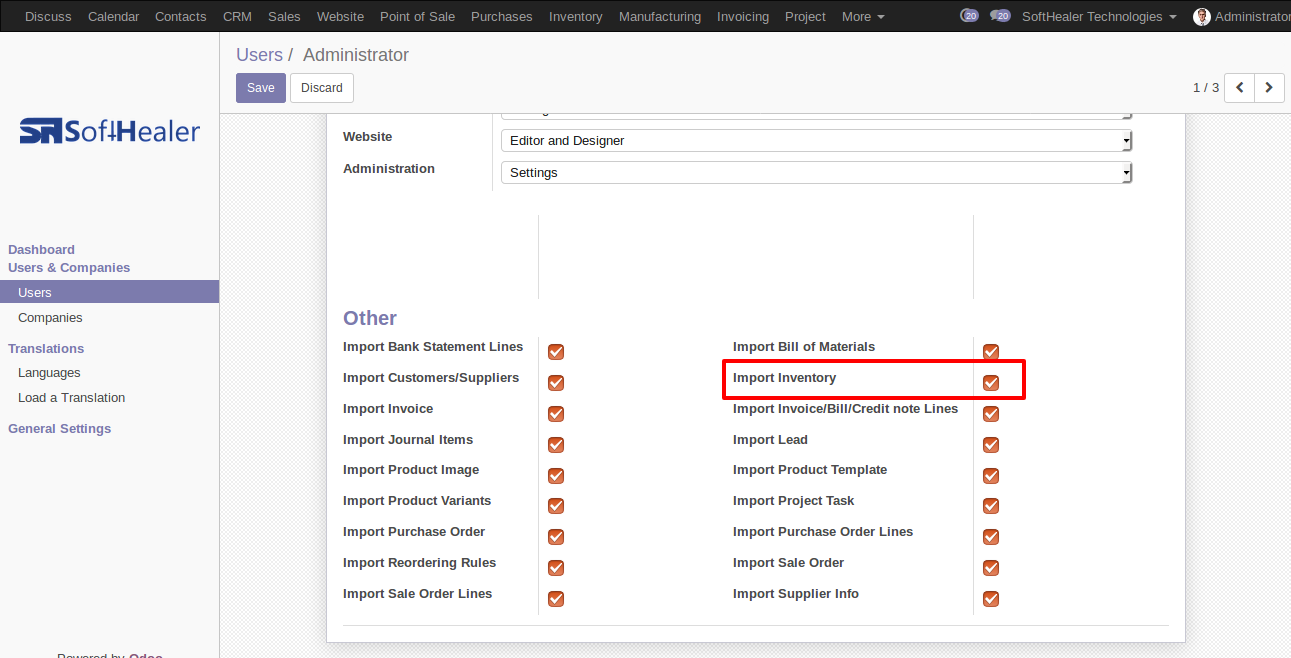 Discuss Calendar Contacts CRM Sales Website Point of Sale Purchases Inventory Manufacturing Invoicing Project More 20 20 SoftHealer Technologies Administrator
Users / Administrator
Save Discard
1 / 3
SoftHealer
Website Editor and Designer
Administration Settings
Dashboard
Users & Companies
Users
Companies
Translations
Languages
Load a Translation
General Settings
Other
Import Bank Statement Lines Import Bill of Materials
Import Customers/Suppliers Import Inventory
Import Invoice Import Invoice/Bill/Credit note Lines
Import Journal Items Import Lead
Import Product Image Import Product Template
Import Product Variants Import Project Task
Import Purchase Order Import Purchase Order Lines
Import Reordering Rules Import Sale Order
Import Sale Order Lines Import Supplier Info
Powered by Odoo